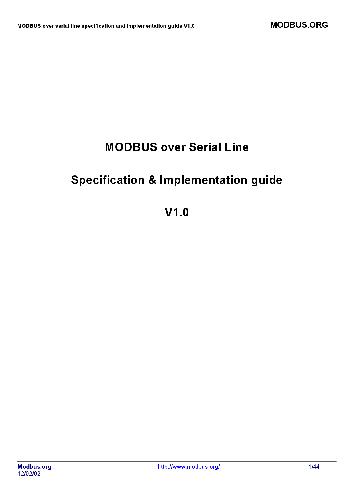 MODBUS over serial line specification and implementation guide V1.0
MODBUS.ORG
MODBUS over Serial Line
Specification & Implementation guide
V1.0
Modbus.org
http://www.modbus.org/
1/44
12/02/02